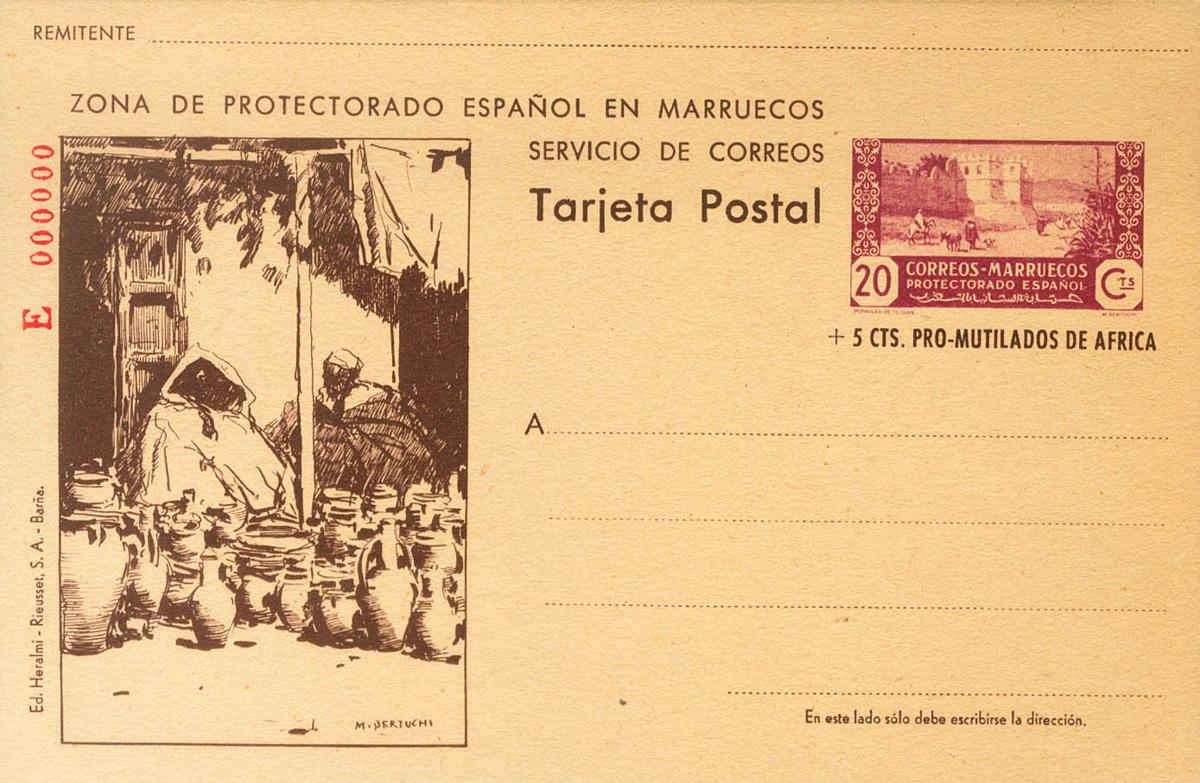 REMITENTE
ZONA DE PROTECTORADO ESPAÑOL EN MARRUECOS
SERVICIO DE CORREOS
Tarjeta Postal
E 000000
20
CORREOS-MARRUECOS
PROTECTORADO ESPAÑOL
CTS
M. BERTUCHI
+ 5 CTS. PRO-MUTILADOS DE AFRICA
A
Ed. Heralmi - Rieusset, S. A. - Barña.
M. BERTUCHI
En este lado sólo debe escribirse la dirección.